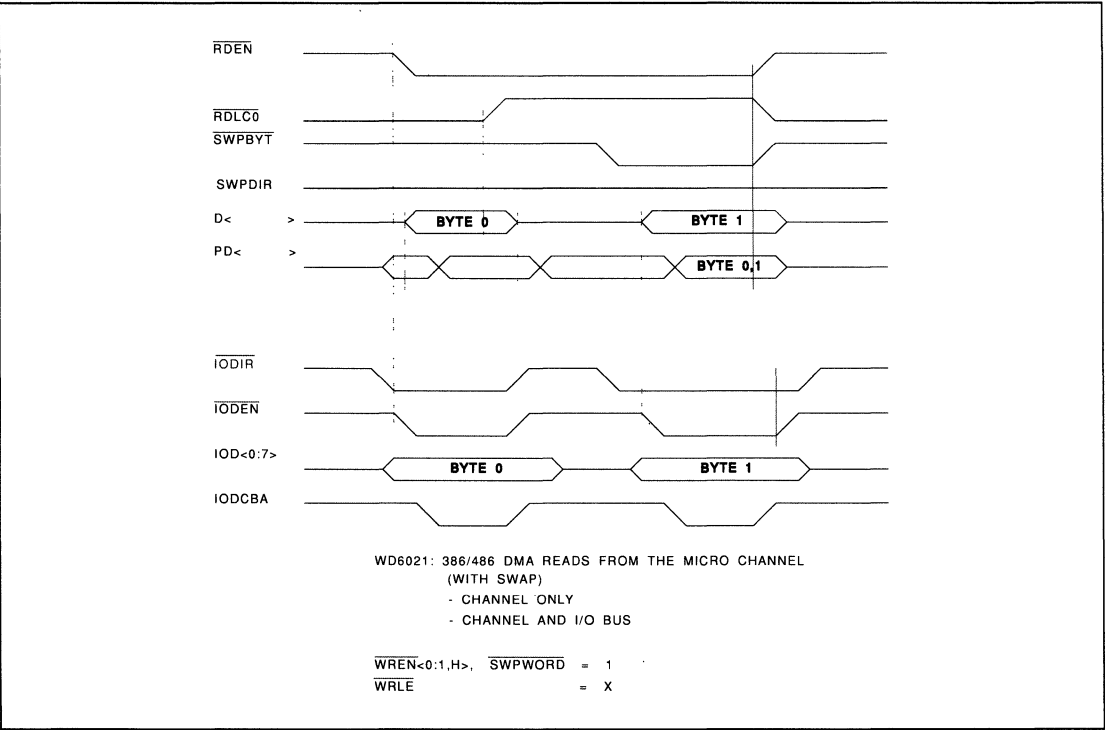 RDEN
RDLC0
SWPBYT
SWPDIR
D< >
BYTE 0
BYTE 1
PD< >
BYTE 0,1
IODIR
IODEN
IOD<0:7>
BYTE 0
BYTE 1
IODCBA
WD6021: 386/486 DMA READS FROM THE MICRO CHANNEL
(WITH SWAP)
- CHANNEL ONLY
- CHANNEL AND I/O BUS
WREN<0:1,H>, SWPWORD = 1
WRLE = X